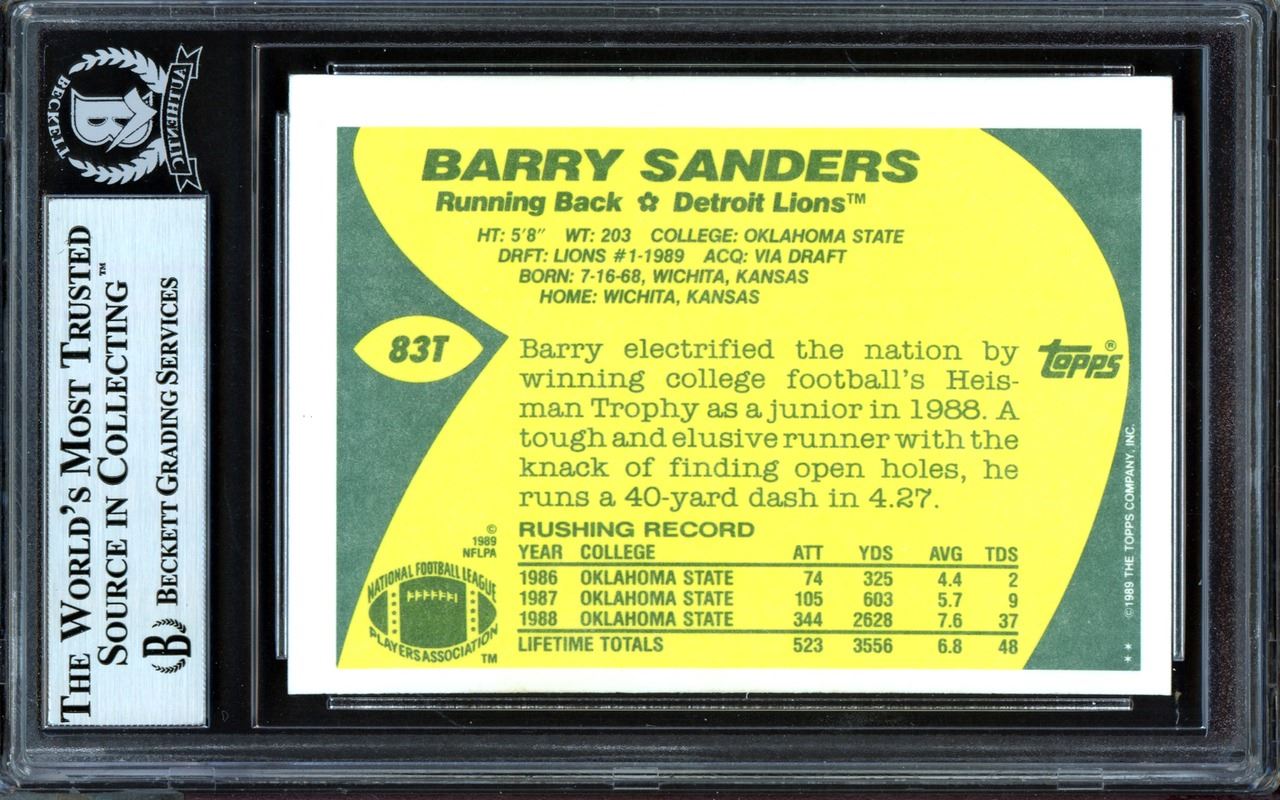 BECKETT
AUTHENTIC
B
THE WORLD'S MOST TRUSTED
SOURCE IN COLLECTING™
B BECKETT GRADING SERVICES
BARRY SANDERS
Running Back ✿ Detroit Lions™
HT: 5'8" WT: 203 COLLEGE: OKLAHOMA STATE
DRFT: LIONS #1-1989 ACQ: VIA DRAFT
BORN: 7-16-68, WICHITA, KANSAS
HOME: WICHITA, KANSAS
83T
Barry electrified the nation by
winning college football's Heis-
man Trophy as a junior in 1988. A
tough and elusive runner with the
knack of finding open holes, he
runs a 40-yard dash in 4.27.
topps®
RUSHING RECORD
YEAR COLLEGE ATT YDS AVG TDS
1986 OKLAHOMA STATE 74 325 4.4 2
1987 OKLAHOMA STATE 105 603 5.7 9
1988 OKLAHOMA STATE 344 2628 7.6 37
LIFETIME TOTALS 523 3556 6.8 48
©
1989
NFLPA
NATIONAL FOOTBALL LEAGUE
PLAYERS ASSOCIATION
TM
** ©1989 THE TOPPS COMPANY, INC.